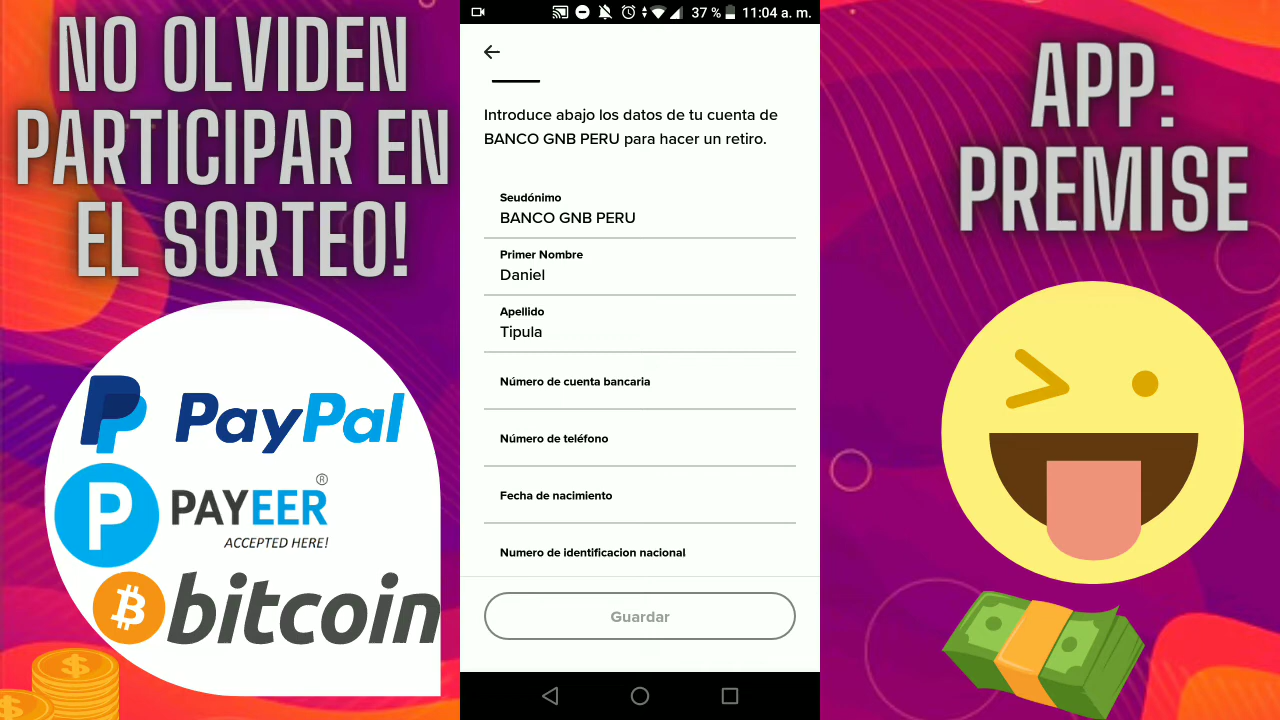 NO OLVIDEN
PARTICIPAR EN
EL SORTEO!
PayPal
P
PAYEER®
ACCEPTED HERE!
bitcoin
37 % 11:04 a. m.
Introduce abajo los datos de tu cuenta de
BANCO GNB PERU para hacer un retiro.
Seudónimo
BANCO GNB PERU
Primer Nombre
Daniel
Apellido
Tipula
Número de cuenta bancaria
Número de teléfono
Fecha de nacimiento
Numero de identificacion nacional
Guardar
APP:
PREMISE